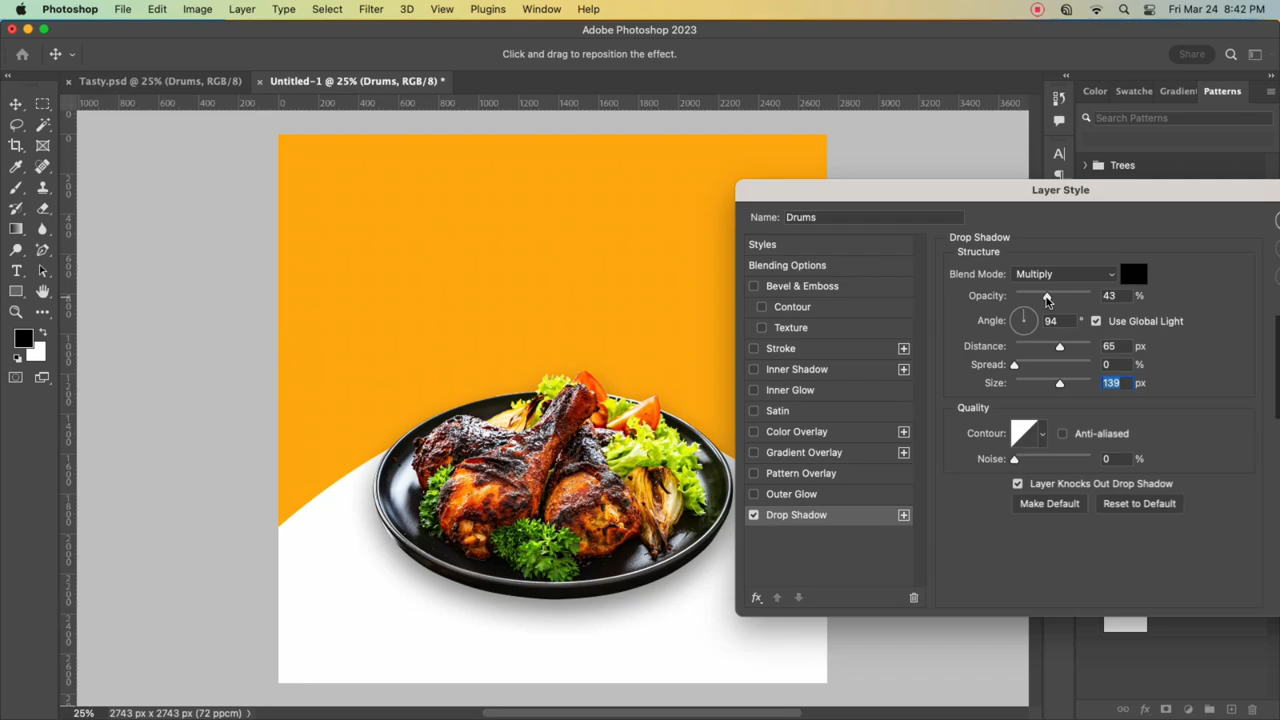 Photoshop File Edit Image Layer Type Select Filter 3D View Plugins Window Help Fri Mar 24 8:42 PM
Adobe Photoshop 2023
Click and drag to reposition the effect. Share
Tasty.psd @ 25% (Drums, RGB/8) Untitled-1 @ 25% (Drums, RGB/8) *
Color Swatche Gradient Patterns
1000 800 600 400 200 0 200 400 600 800 1000 1200 1400 1600 1800 2000 2200 2400 2600 2800 3000 3200 3400 3600
Search Patterns
Trees
Layer Style
Name: Drums
Styles
Blending Options
Bevel & Emboss
Contour
Texture
Stroke
Inner Shadow
Inner Glow
Satin
Color Overlay
Gradient Overlay
Pattern Overlay
Outer Glow
Drop Shadow
Drop Shadow
Structure
Blend Mode: Multiply
Opacity: 43 %
Angle: 94 ° Use Global Light
Distance: 65 px
Spread: 0 %
Size: 139 px
Quality
Contour: Anti-aliased
Noise: 0 %
Layer Knocks Out Drop Shadow
Make Default Reset to Default
fx
25% 2743 px x 2743 px (72 ppcm)
fx